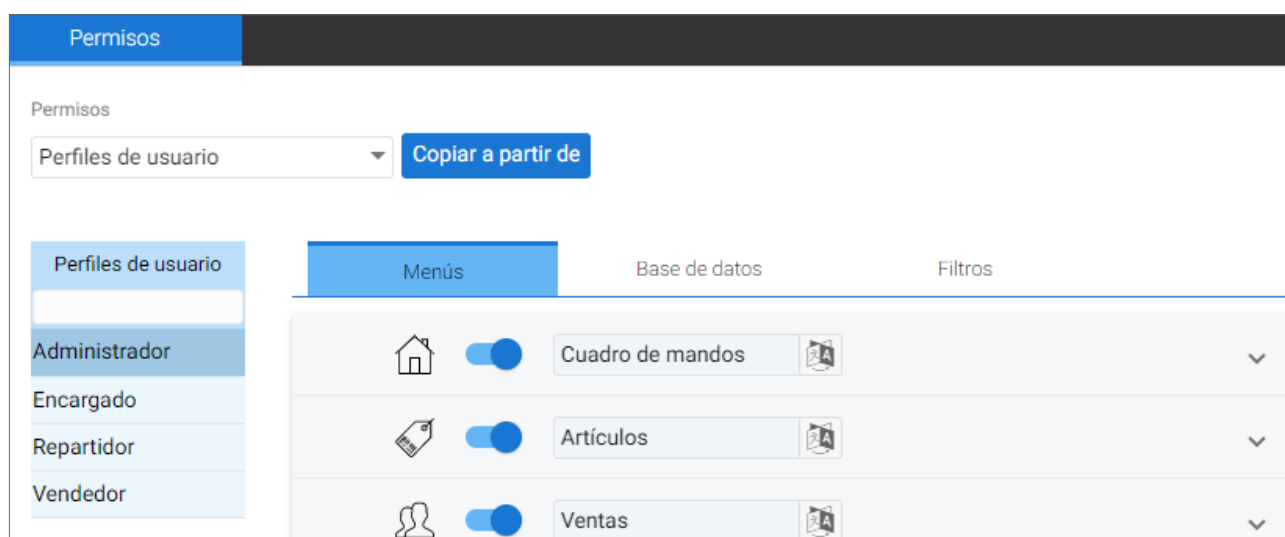 Permisos
Permisos
Perfiles de usuario
Copiar a partir de
Perfiles de usuario
Menús
Base de datos
Filtros
Administrador
Cuadro de mandos
Encargado
Artículos
Repartidor
Vendedor
Ventas